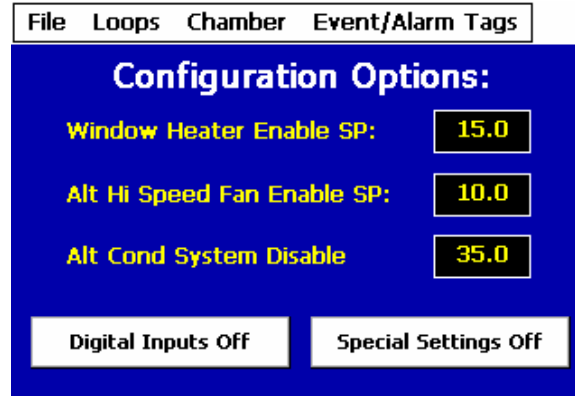 File Loops Chamber Event/Alarm Tags
Configuration Options:
Window Heater Enable SP: 15.0
Alt Hi Speed Fan Enable SP: 10.0
Alt Cond System Disable 35.0
Digital Inputs Off Special Settings Off